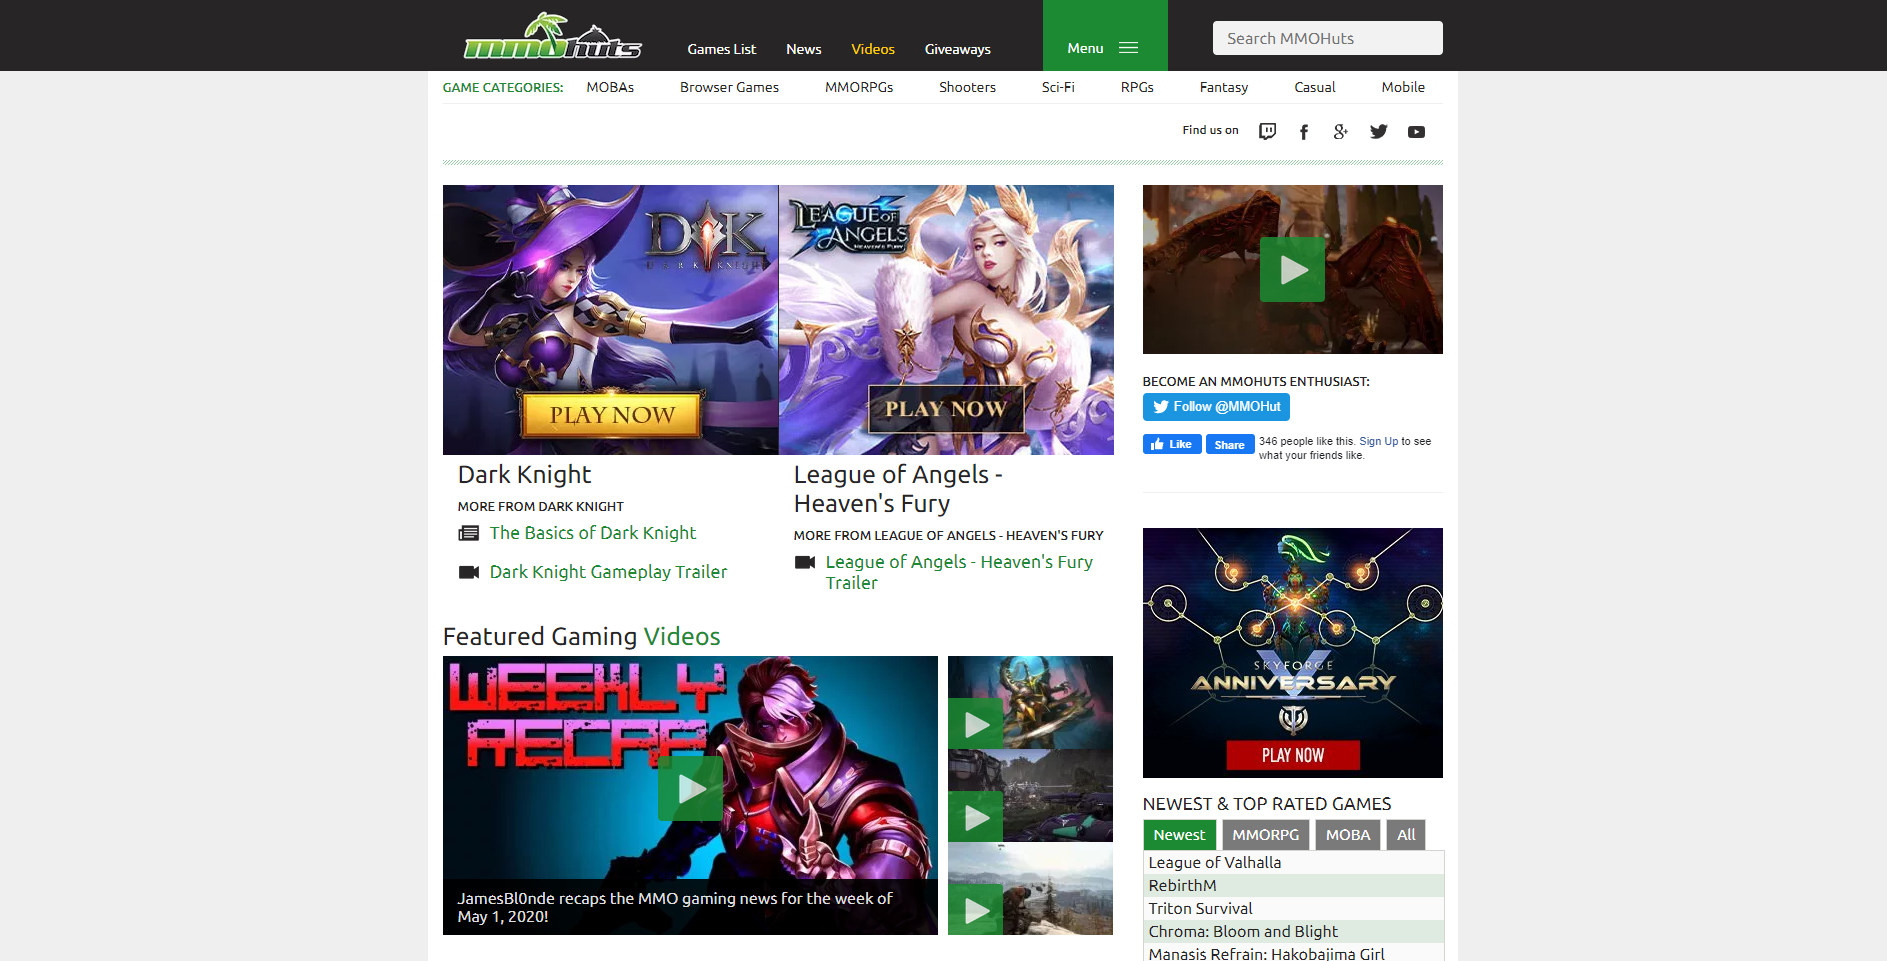 mmohuts
Games List
News
Videos
Giveaways
Menu
Search MMOHuts
GAME CATEGORIES:
MOBAs
Browser Games
MMORPGs
Shooters
Sci-Fi
RPGs
Fantasy
Casual
Mobile
Find us on
DK
DARK KNIGHT
PLAY NOW
LEAGUE OF
ANGELS
HEAVEN'S FURY
PLAY NOW
Dark Knight
MORE FROM DARK KNIGHT
The Basics of Dark Knight
Dark Knight Gameplay Trailer
League of Angels -
Heaven's Fury
MORE FROM LEAGUE OF ANGELS - HEAVEN'S FURY
League of Angels - Heaven's Fury
Trailer
Featured Gaming Videos
WEEKLY
RECAP
JamesBl0nde recaps the MMO gaming news for the week of
May 1, 2020!
BECOME AN MMOHUTS ENTHUSIAST:
Follow @MMOHut
Like
Share
346 people like this. Sign Up to see
what your friends like.
SKYFORGE
V
ANNIVERSARY
PLAY NOW
NEWEST & TOP RATED GAMES
Newest
MMORPG
MOBA
All
League of Valhalla
RebirthM
Triton Survival
Chroma: Bloom and Blight
Manasis Refrain: Hakobajima Girl